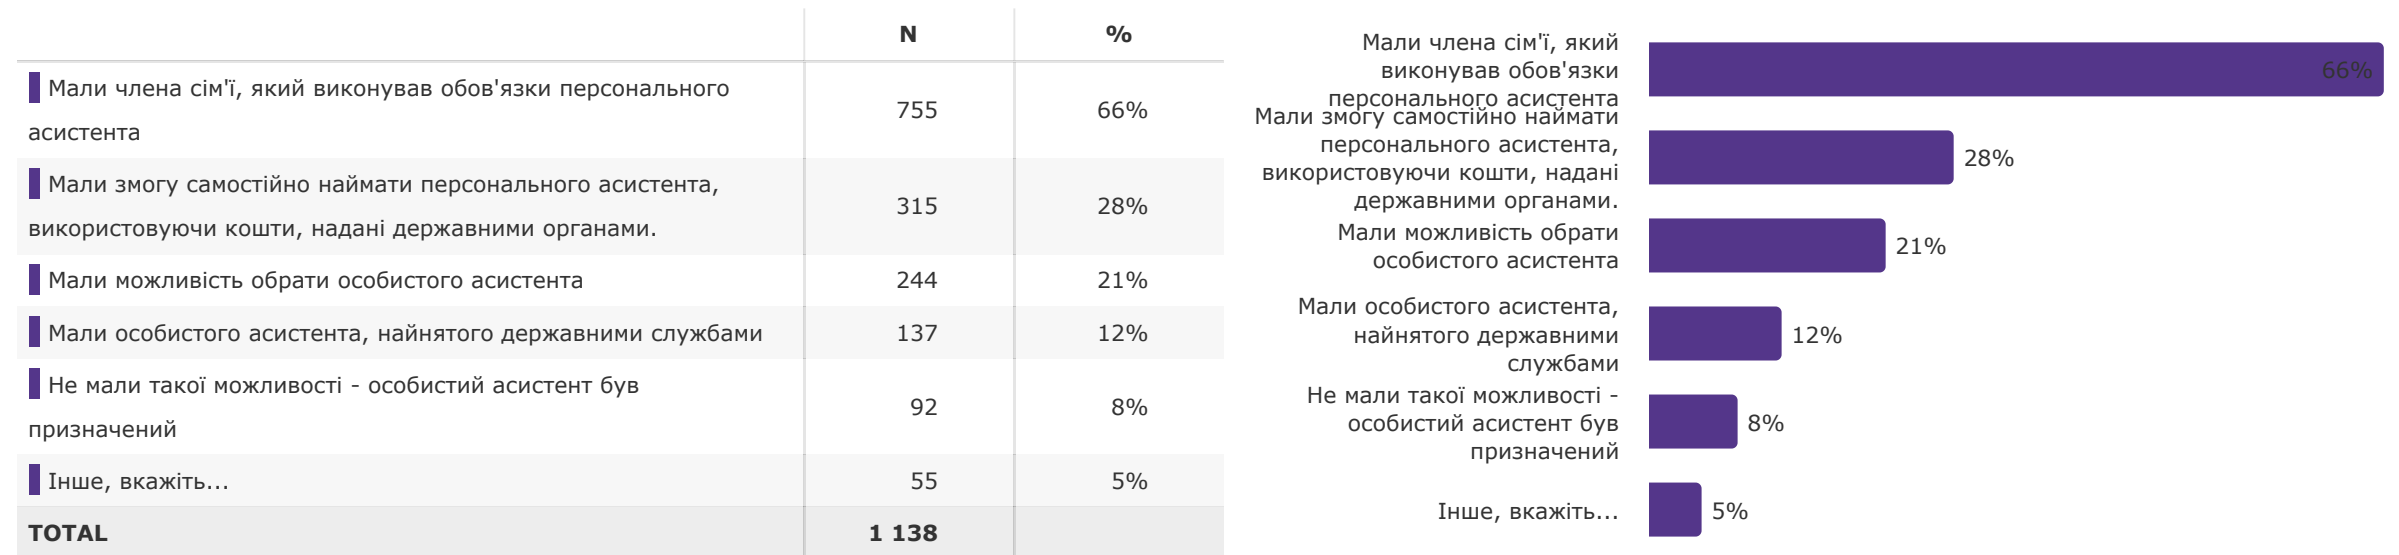 N %
Мали члена сім'ї, який виконував обов'язки персонального
асистента
755 66%
Мали змогу самостійно наймати персонального асистента,
використовуючи кошти, надані державними органами.
315 28%
Мали можливість обрати особистого асистента 244 21%
Мали особистого асистента, найнятого державними службами 137 12%
Не мали такої можливості - особистий асистент був
призначений
92 8%
Інше, вкажіть... 55 5%
TOTAL 1 138
Мали члена сім'ї, який
виконував обов'язки
персонального асистента
66%
Мали змогу самостійно наймати
персонального асистента,
використовуючи кошти, надані
державними органами.
28%
Мали можливість обрати
особистого асистента
21%
Мали особистого асистента,
найнятого державними
службами
12%
Не мали такої можливості -
особистий асистент був
призначений
8%
Інше, вкажіть...
5%